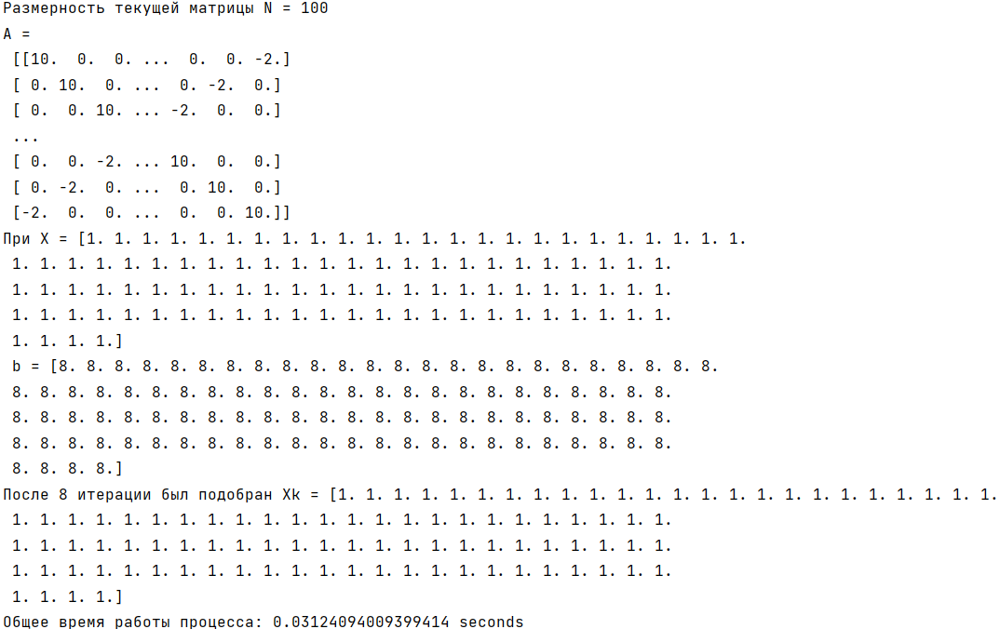 Размерность текущей матрицы N = 100
A =
[[10.  0.  0. ...  0.  0. -2.]
[ 0. 10.  0. ...  0. -2.  0.]
[ 0.  0. 10. ... -2.  0.  0.]
...
[ 0.  0. -2. ... 10.  0.  0.]
[ 0. -2.  0. ...  0. 10.  0.]
[-2.  0.  0. ...  0.  0. 10.]]
При X = [1. 1. 1. 1. 1. 1. 1. 1. 1. 1. 1. 1. 1. 1. 1. 1. 1. 1. 1. 1. 1. 1. 1. 1.
1. 1. 1. 1. 1. 1. 1. 1. 1. 1. 1. 1. 1. 1. 1. 1. 1. 1. 1. 1. 1. 1. 1. 1.
1. 1. 1. 1. 1. 1. 1. 1. 1. 1. 1. 1. 1. 1. 1. 1. 1. 1. 1. 1. 1. 1. 1. 1.
1. 1. 1. 1. 1. 1. 1. 1. 1. 1. 1. 1. 1. 1. 1. 1. 1. 1. 1. 1. 1. 1. 1. 1.
1. 1. 1. 1.]
b = [8. 8. 8. 8. 8. 8. 8. 8. 8. 8. 8. 8. 8. 8. 8. 8. 8. 8. 8. 8. 8. 8. 8. 8.
8. 8. 8. 8. 8. 8. 8. 8. 8. 8. 8. 8. 8. 8. 8. 8. 8. 8. 8. 8. 8. 8. 8. 8.
8. 8. 8. 8. 8. 8. 8. 8. 8. 8. 8. 8. 8. 8. 8. 8. 8. 8. 8. 8. 8. 8. 8. 8.
8. 8. 8. 8. 8. 8. 8. 8. 8. 8. 8. 8. 8. 8. 8. 8. 8. 8. 8. 8. 8. 8. 8. 8.
8. 8. 8. 8.]
После 8 итерации был подобран Xk = [1. 1. 1. 1. 1. 1. 1. 1. 1. 1. 1. 1. 1. 1. 1. 1. 1. 1. 1. 1. 1. 1. 1. 1.
1. 1. 1. 1. 1. 1. 1. 1. 1. 1. 1. 1. 1. 1. 1. 1. 1. 1. 1. 1. 1. 1. 1. 1.
1. 1. 1. 1. 1. 1. 1. 1. 1. 1. 1. 1. 1. 1. 1. 1. 1. 1. 1. 1. 1. 1. 1. 1.
1. 1. 1. 1. 1. 1. 1. 1. 1. 1. 1. 1. 1. 1. 1. 1. 1. 1. 1. 1. 1. 1. 1. 1.
1. 1. 1. 1.]
Общее время работы процесса: 0.03124094009399414 seconds